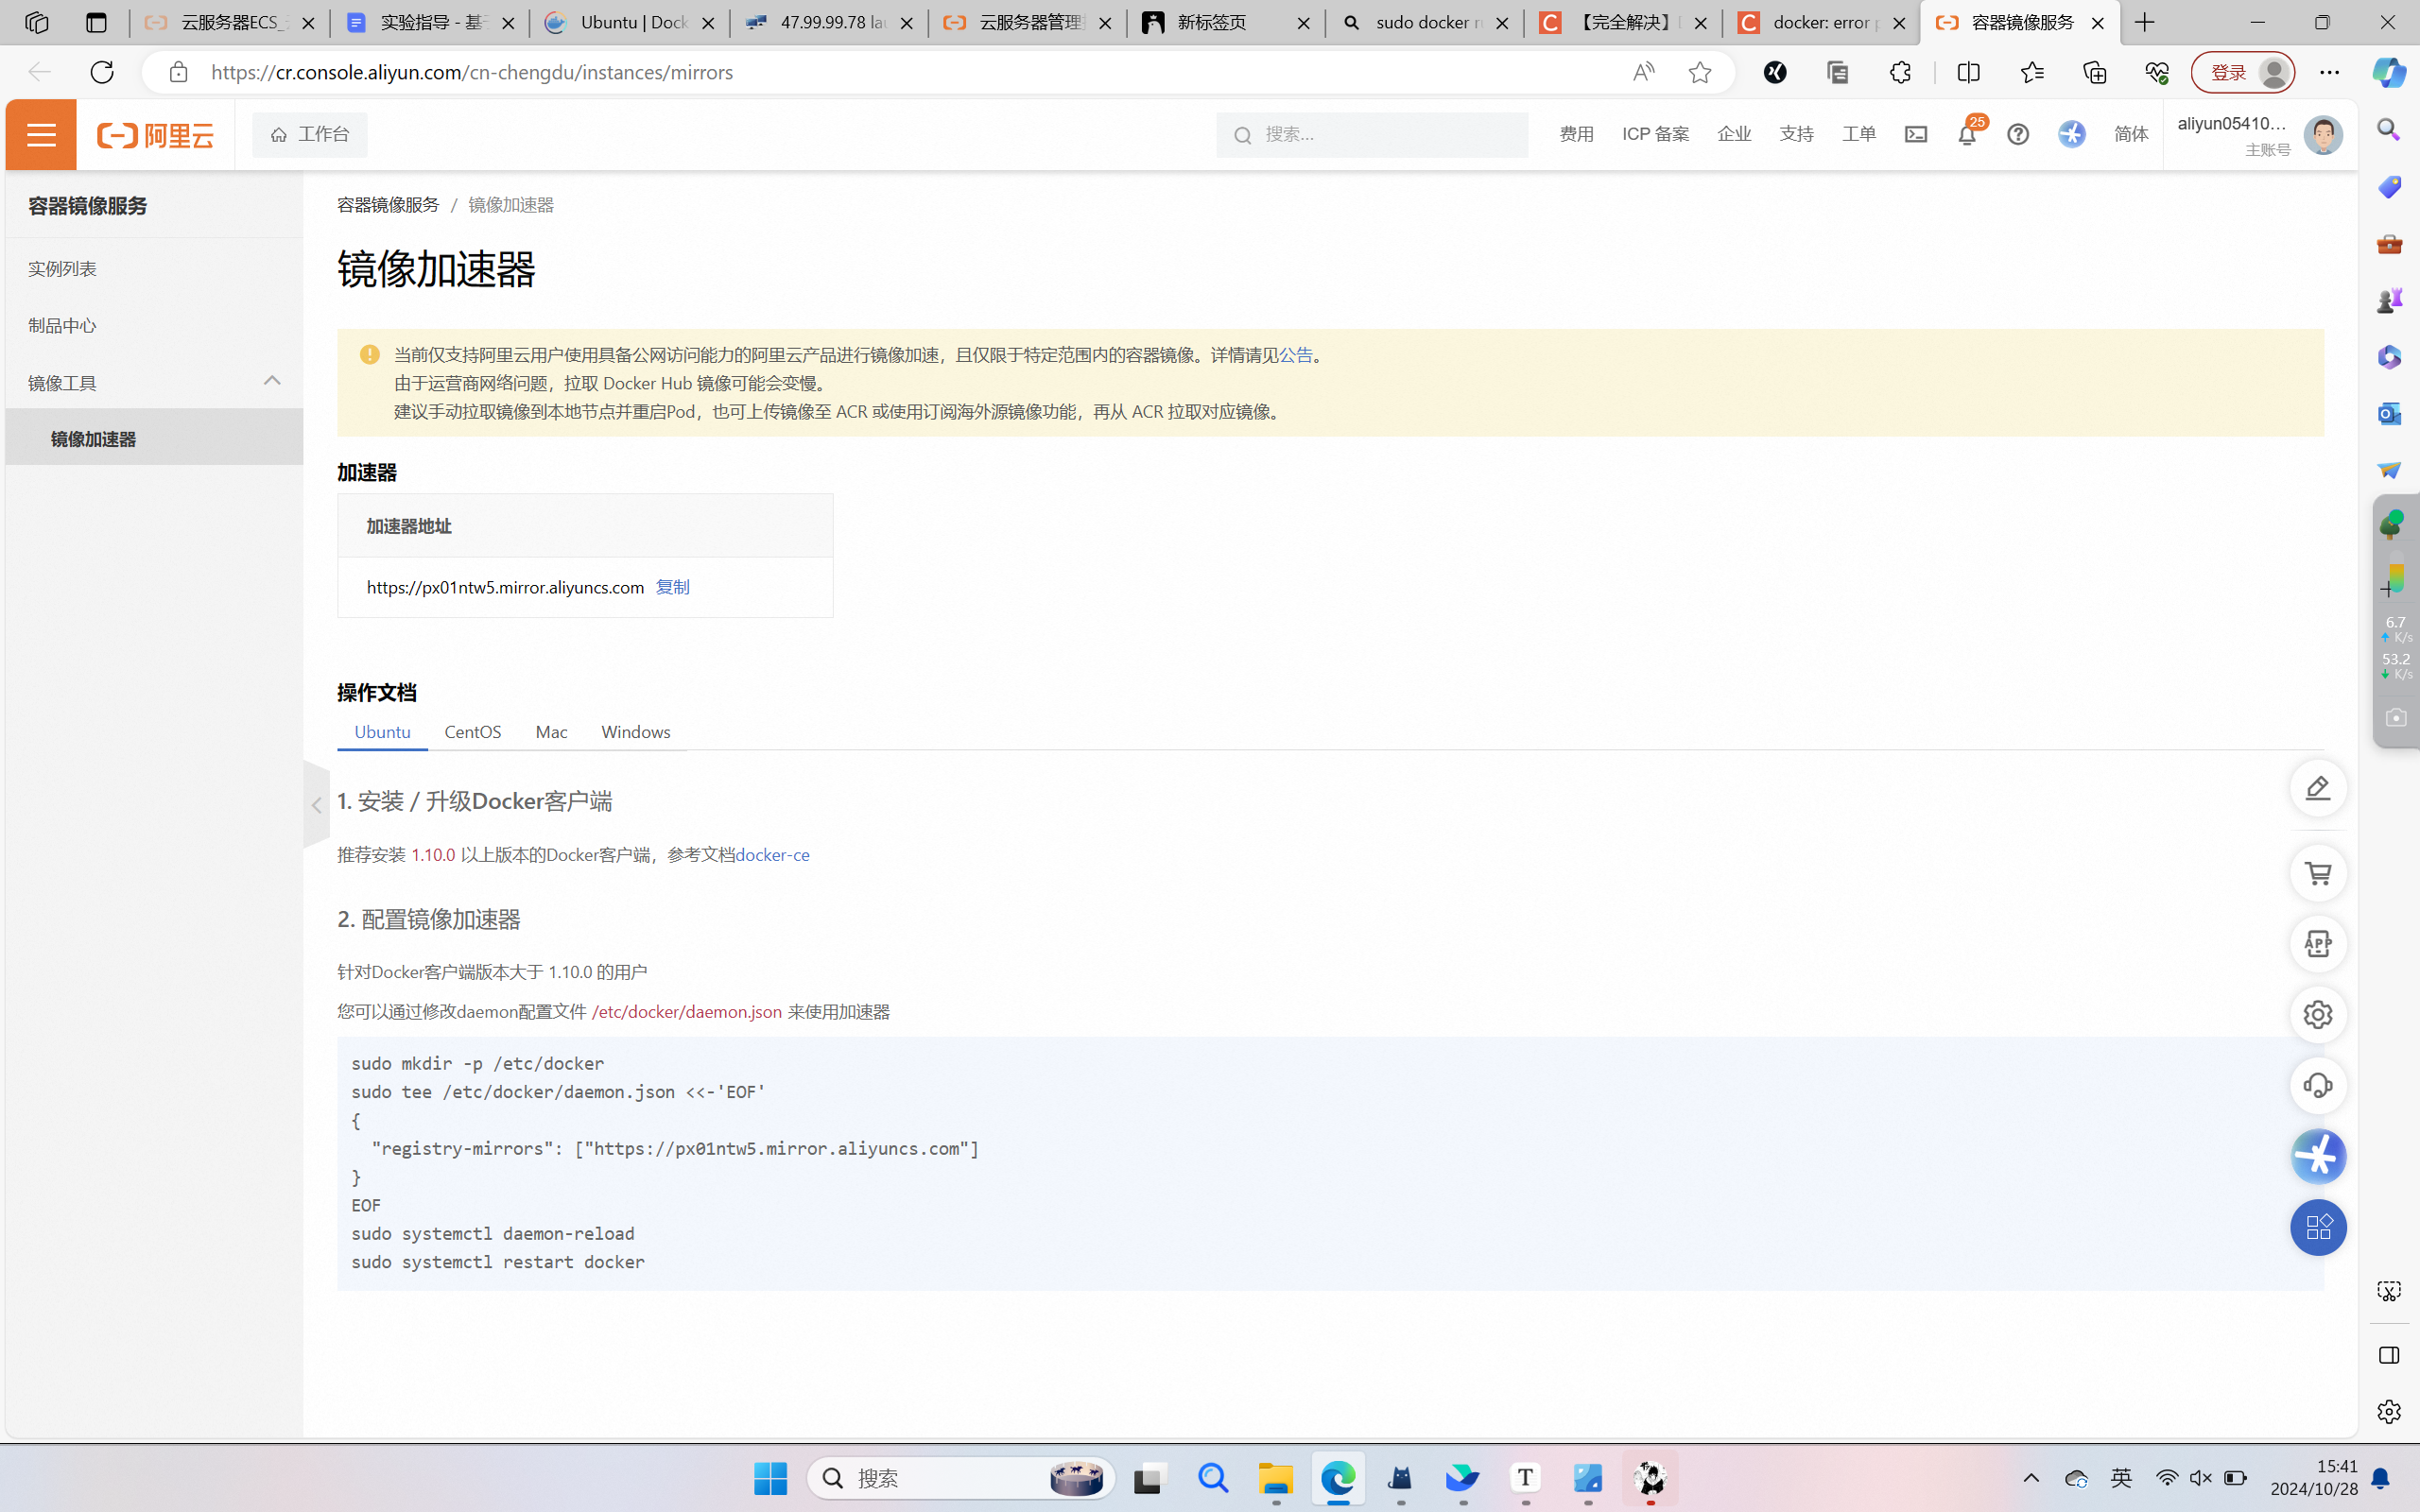 云服务器ECS_
实验指导 - 基
Ubuntu | Dock
47.99.99.78 la
云服务器管理
新标签页
sudo docker r
【完全解决】
docker: error p
容器镜像服务
https://cr.console.aliyun.com/cn-chengdu/instances/mirrors
登录
阿里云
工作台
搜索...
费用
ICP 备案
企业
支持
工单
25
简体
aliyun05410...
主账号
容器镜像服务
实例列表
制品中心
镜像工具
镜像加速器
容器镜像服务 / 镜像加速器
镜像加速器
当前仅支持阿里云用户使用具备公网访问能力的阿里云产品进行镜像加速，且仅限于特定范围内的容器镜像。详情请见公告。
由于运营商网络问题，拉取 Docker Hub 镜像可能会变慢。
建议手动拉取镜像到本地节点并重启Pod，也可上传镜像至 ACR 或使用订阅海外源镜像功能，再从 ACR 拉取对应镜像。
加速器
加速器地址
https://px01ntw5.mirror.aliyuncs.com 复制
操作文档
Ubuntu
CentOS
Mac
Windows
1. 安装 / 升级Docker客户端
推荐安装 1.10.0 以上版本的Docker客户端，参考文档docker-ce
2. 配置镜像加速器
针对Docker客户端版本大于 1.10.0 的用户
您可以通过修改daemon配置文件 /etc/docker/daemon.json 来使用加速器
sudo mkdir -p /etc/docker
sudo tee /etc/docker/daemon.json <<-'EOF'
{
"registry-mirrors": ["https://px01ntw5.mirror.aliyuncs.com"]
}
EOF
sudo systemctl daemon-reload
sudo systemctl restart docker
6.7
K/s
53.2
K/s
APP
搜索
英
15:41
2024/10/28